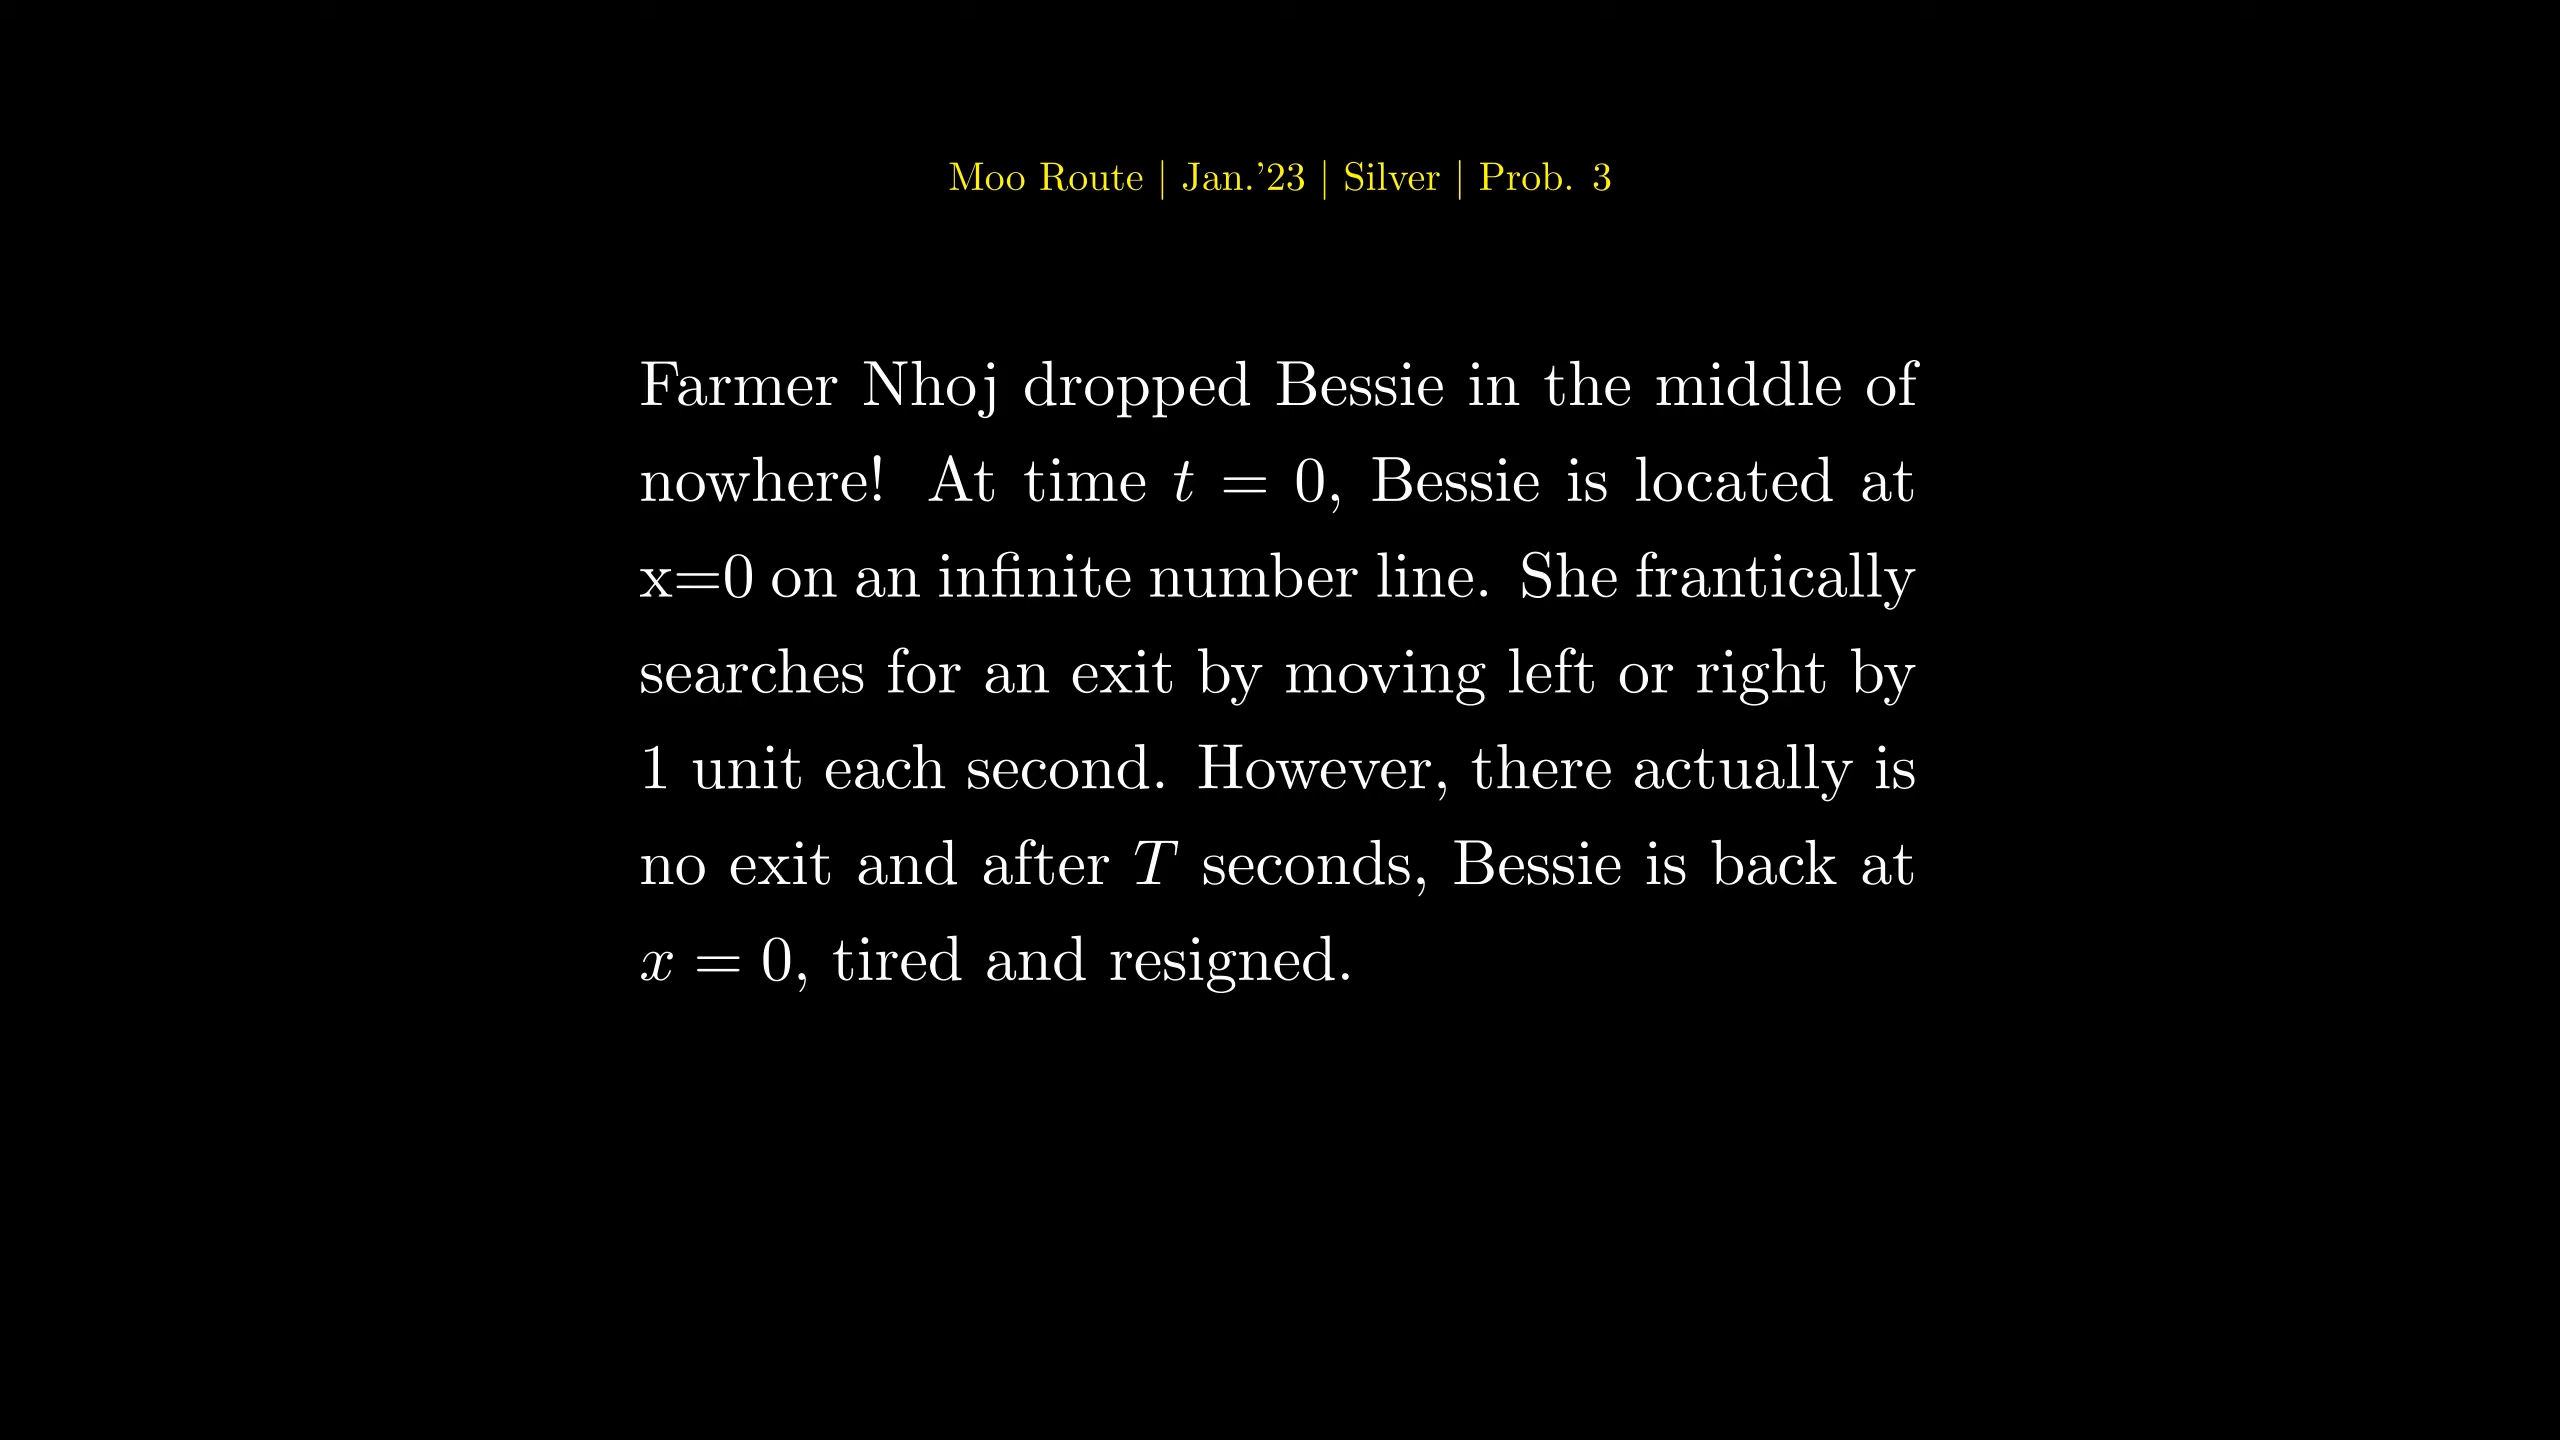 Moo Route | Jan.'23 | Silver | Prob. 3
Farmer Nhoj dropped Bessie in the middle of
nowhere! At time t = 0, Bessie is located at
x=0 on an infinite number line. She frantically
searches for an exit by moving left or right by
1 unit each second. However, there actually is
no exit and after T seconds, Bessie is back at
x = 0, tired and resigned.